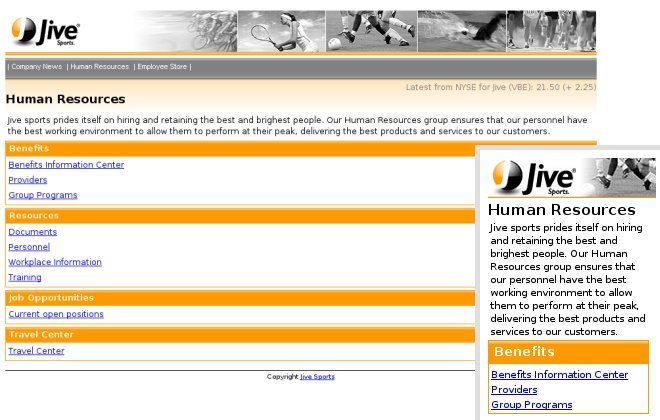 Jive
Sports.
| Company News | Human Resources | Employee Store |
Latest from NYSE for Jive (VBE): 21.50 (+ 2.25)
Human Resources
Jive sports prides itself on hiring and retaining the best and brighest people. Our Human Resources group ensures that our personnel have
the best working environment to allow them to perform at their peak, delivering the best products and services to our customers.
Benefits
Benefits Information Center
Providers
Group Programs
Resources
Documents
Personnel
Workplace Information
Training
Job Opportunities
Current open positions
Travel Center
Travel Center
Copyright Jive Sports
Jive
Sports.
Human Resources
Jive sports prides itself on hiring
and retaining the best and
brighest people. Our Human
Resources group ensures that
our personnel have the best
working environment to allow
them to perform at their peak,
delivering the best products and
services to our customers.
Benefits
Benefits Information Center
Providers
Group Programs